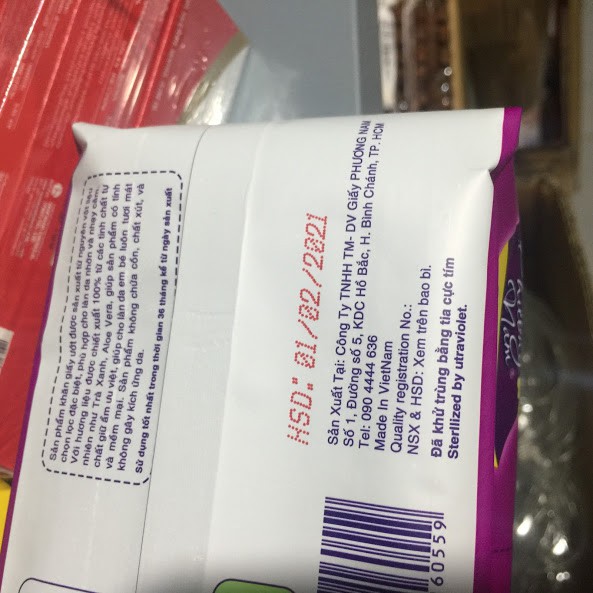 Sản phẩm khăn giấy ướt được sản xuất từ nguyên vật liệu
chọn lọc đặc biệt, phù hợp cho làn da nhờn và nhạy cảm.
Với hương liệu được chiết xuất 100% từ các tinh chất tự
nhiên như Trà Xanh, Aloe Vera, giúp sản phẩm có tính
chất giữ ẩm ưu việt, giúp cho làn da em bé luôn tươi mát
và mềm mại. Sản phẩm không chứa cồn, chất xút, và
không gây kích ứng da.
Sử dụng tốt nhất trong thời gian 36 tháng kể từ ngày sản xuất
HSD: 01/02/2021
Sản Xuất Tại: Công Ty TNHH TM- DV Giấy PHƯƠNG NAM
Số 1, Đường số 5, KDC Hồ Bắc, H. Bình Chánh, TP. HCM
Tel: 090 4444 636
Made In VietNam
Quality registration No.:
NSX & HSD: Xem trên bao bì.
Đã khử trùng bằng tia cực tím
Sterilized by utraviolet.
60559